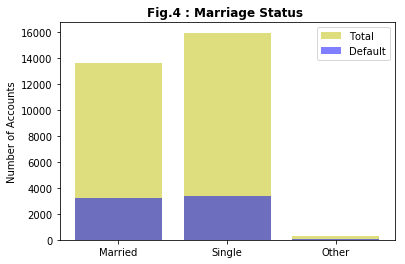 Fig.4 : Marriage Status
Total
Default
Number of Accounts
16000
14000
12000
10000
8000
6000
4000
2000
0
Married Single Other